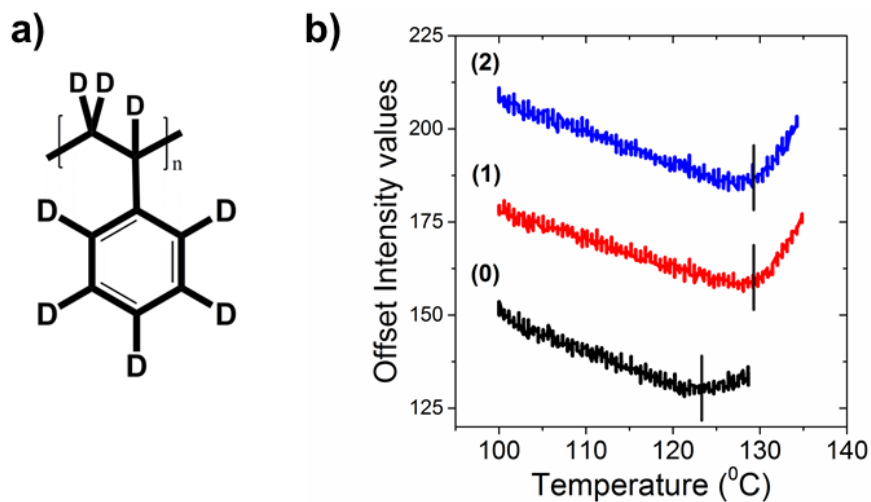 a)
D D D
n
D D
D D
D
b)
Offset Intensity values
225
200
175
150
125
(2)
(1)
(0)
100 110 120 130 140
Temperature (⁰C)